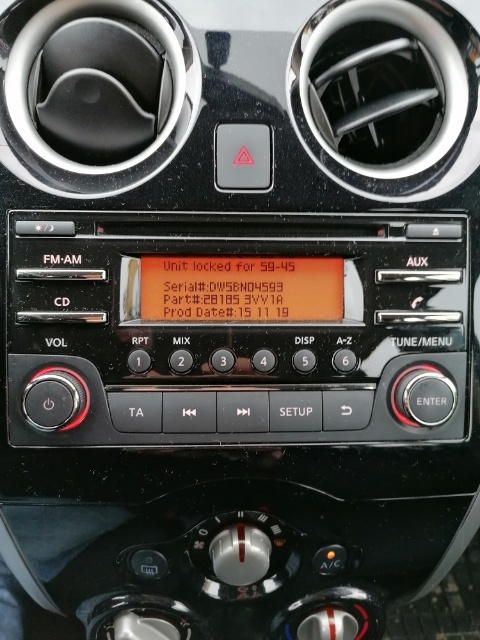 FM·AM
CD
VOL
Unit locked for 59-45
Serial#:DW5BN04593
Part#:28185 3VV1A
Prod Date#:15 11 19
AUX
TUNE/MENU
RPT MIX DISP A-Z
1 2 3 4 5 6
TA SETUP ENTER
A/C